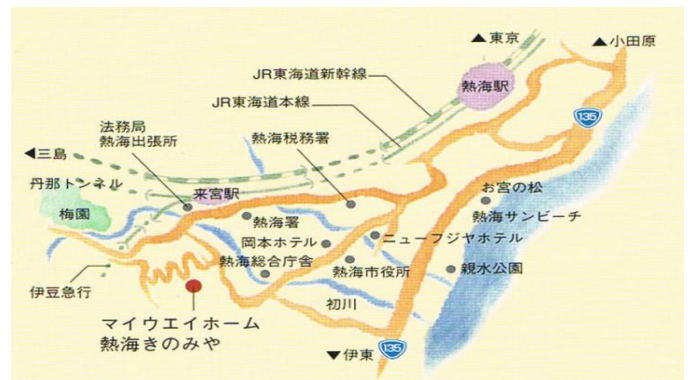 ▲東京
▲小田原
JR東海道新幹線
熱海駅
JR東海道本線
135
法務局
熱海出張所
熱海税務署
◀三島
丹那トンネル
来宮駅
お宮の松
梅園
熱海署
熱海サンビーチ
岡本ホテル
ニューフジヤホテル
熱海総合庁舎
熱海市役所
親水公園
伊豆急行
初川
マイウエイホーム
熱海きのみや
▼伊東
135